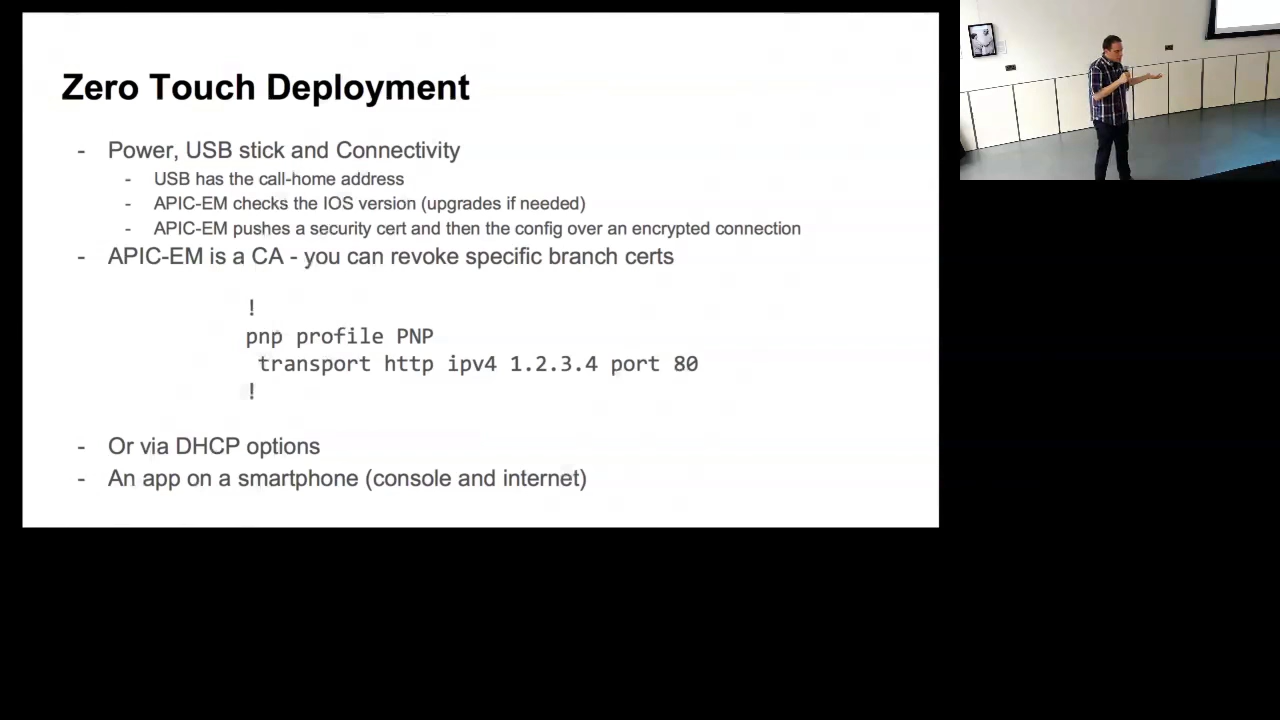 Zero Touch Deployment
- Power, USB stick and Connectivity
- USB has the call-home address
- APIC-EM checks the IOS version (upgrades if needed)
- APIC-EM pushes a security cert and then the config over an encrypted connection
- APIC-EM is a CA - you can revoke specific branch certs
!
pnp profile PNP
transport http ipv4 1.2.3.4 port 80
!
- Or via DHCP options
- An app on a smartphone (console and internet)